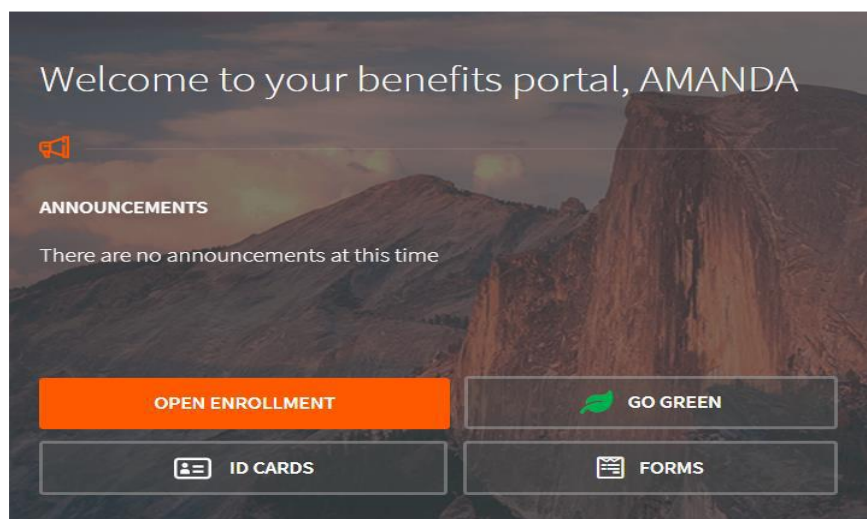 Welcome to your benefits portal, AMANDA
ANNOUNCEMENTS
There are no announcements at this time
OPEN ENROLLMENT
GO GREEN
ID CARDS
FORMS